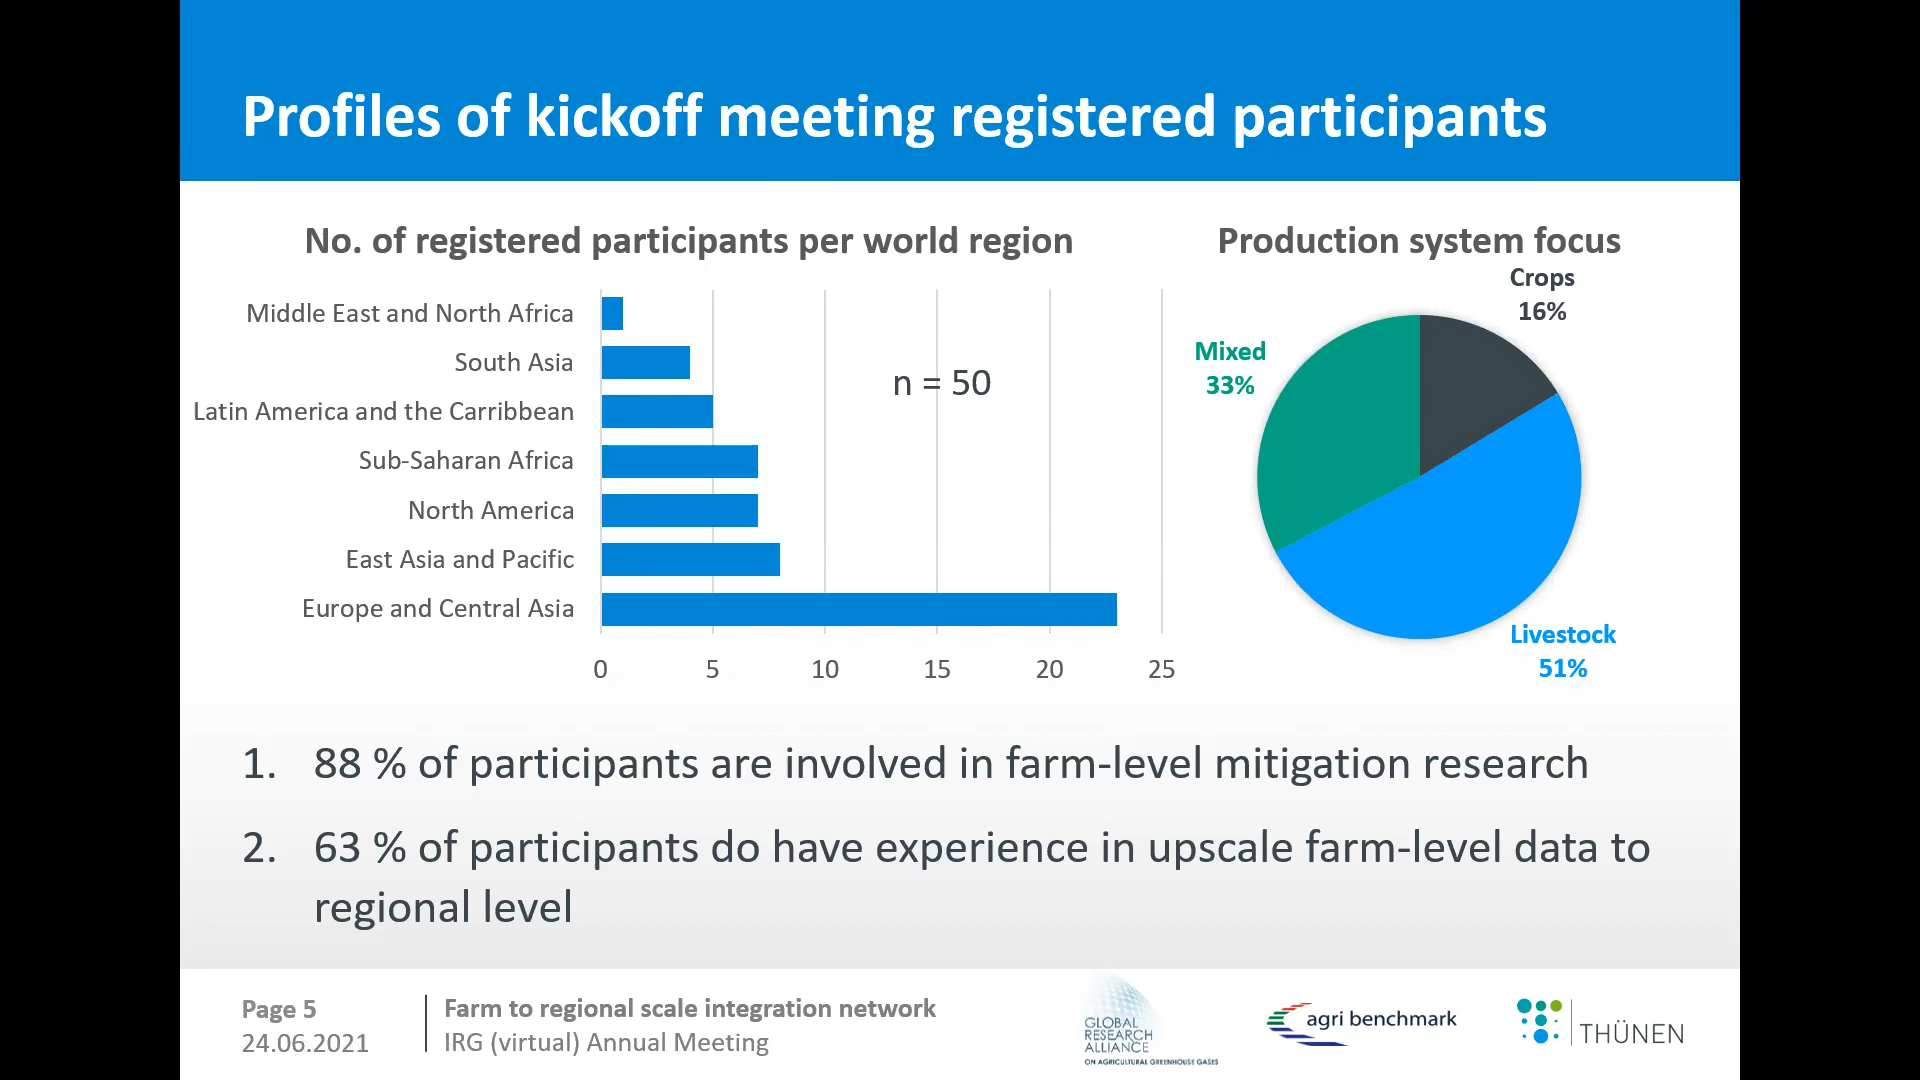 Profiles of kickoff meeting registered participants
No. of registered participants per world region
Middle East and North Africa
South Asia
Latin America and the Carribbean
Sub-Saharan Africa
North America
East Asia and Pacific
Europe and Central Asia
0 5 10 15 20 25
n = 50
Production system focus
Crops
16%
Mixed
33%
Livestock
51%
1. 88 % of participants are involved in farm-level mitigation research
2. 63 % of participants do have experience in upscale farm-level data to
regional level
Page 5
24.06.2021
Farm to regional scale integration network
IRG (virtual) Annual Meeting
GLOBAL
RESEARCH
ALLIANCE
ON AGRICULTURAL GREENHOUSE GASES
agri benchmark
THÜNEN